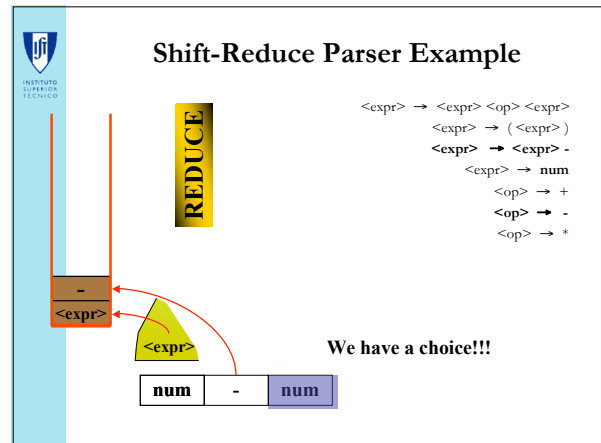 Shift-Reduce Parser Example
INSTITUTO
SUPERIOR
TÉCNICO
REDUCE
<expr> → <expr> <op> <expr>
<expr> → ( <expr> )
<expr> → <expr> -
<expr> → num
<op> → +
<op> → -
<op> → *
-
<expr>
<expr>
We have a choice!!!
num - num